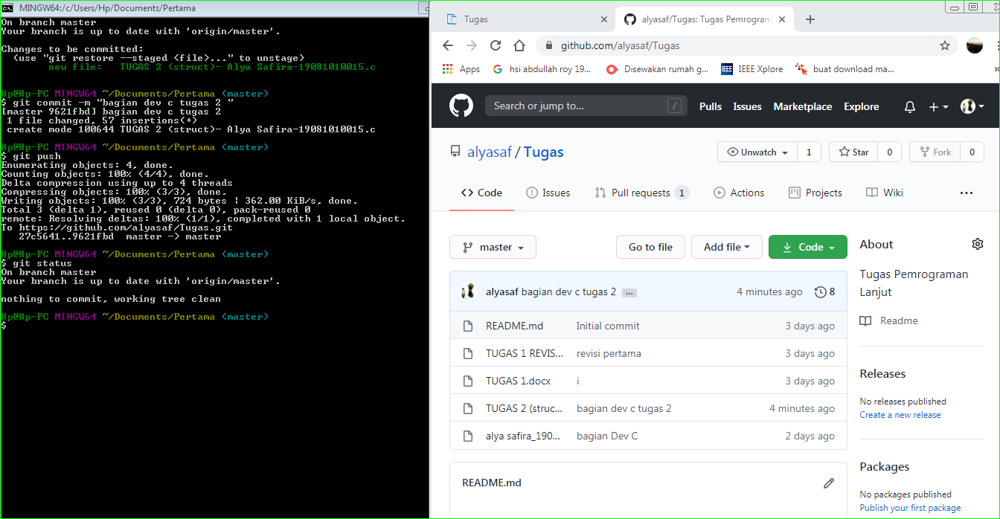 MINGW64:/c/Users/Hp/Documents/Pertama
On branch master
Your branch is up to date with 'origin/master'.
Changes to be committed:
(use "git restore --staged <file>..." to unstage)
new file:   TUGAS 2 (struct)- Alya Safira-19081010015.c
Hp@Hp-PC MINGW64 ~/Documents/Pertama (master)
$ git commit -m "bagian dev c tugas 2 "
[master 9621fbd] bagian dev c tugas 2
1 file changed, 57 insertions(+)
create mode 100644 TUGAS 2 (struct)- Alya Safira-19081010015.c
Hp@Hp-PC MINGW64 ~/Documents/Pertama (master)
$ git push
Enumerating objects: 4, done.
Counting objects: 100% (4/4), done.
Delta compression using up to 4 threads
Compressing objects: 100% (3/3), done.
Writing objects: 100% (3/3), 724 bytes | 362.00 KiB/s, done.
Total 3 (delta 1), reused 0 (delta 0), pack-reused 0
remote: Resolving deltas: 100% (1/1), completed with 1 local object.
To https://github.com/alyasaf/Tugas.git
27c5641..9621fbd  master -> master
Hp@Hp-PC MINGW64 ~/Documents/Pertama (master)
$ git status
On branch master
Your branch is up to date with 'origin/master'.
nothing to commit, working tree clean
Hp@Hp-PC MINGW64 ~/Documents/Pertama (master)
$
Tugas
alyasaf/Tugas: Tugas Pemrogram
github.com/alyasaf/Tugas
Apps
hsi abdullah roy 19...
Disewakan rumah g...
IEEE
IEEE Xplore
buat download ma...
»
Search or jump to...
/
Pulls
Issues
Marketplace
Explore
alyasaf / Tugas
Unwatch
1
Star
0
Fork
0
Code
Issues
Pull requests
1
Actions
Projects
Wiki
...
master
Go to file
Add file
Code
alyasaf bagian dev c tugas 2
...
4 minutes ago
8
README.md
Initial commit
3 days ago
TUGAS 1 REVIS...
revisi pertama
3 days ago
TUGAS 1.docx
i
3 days ago
TUGAS 2 (struc...
bagian dev c tugas 2
4 minutes ago
alya safira_190...
bagian Dev C
2 days ago
README.md
About
Tugas Pemrograman
Lanjut
Readme
Releases
No releases published
Create a new release
Packages
No packages published
Publish your first package